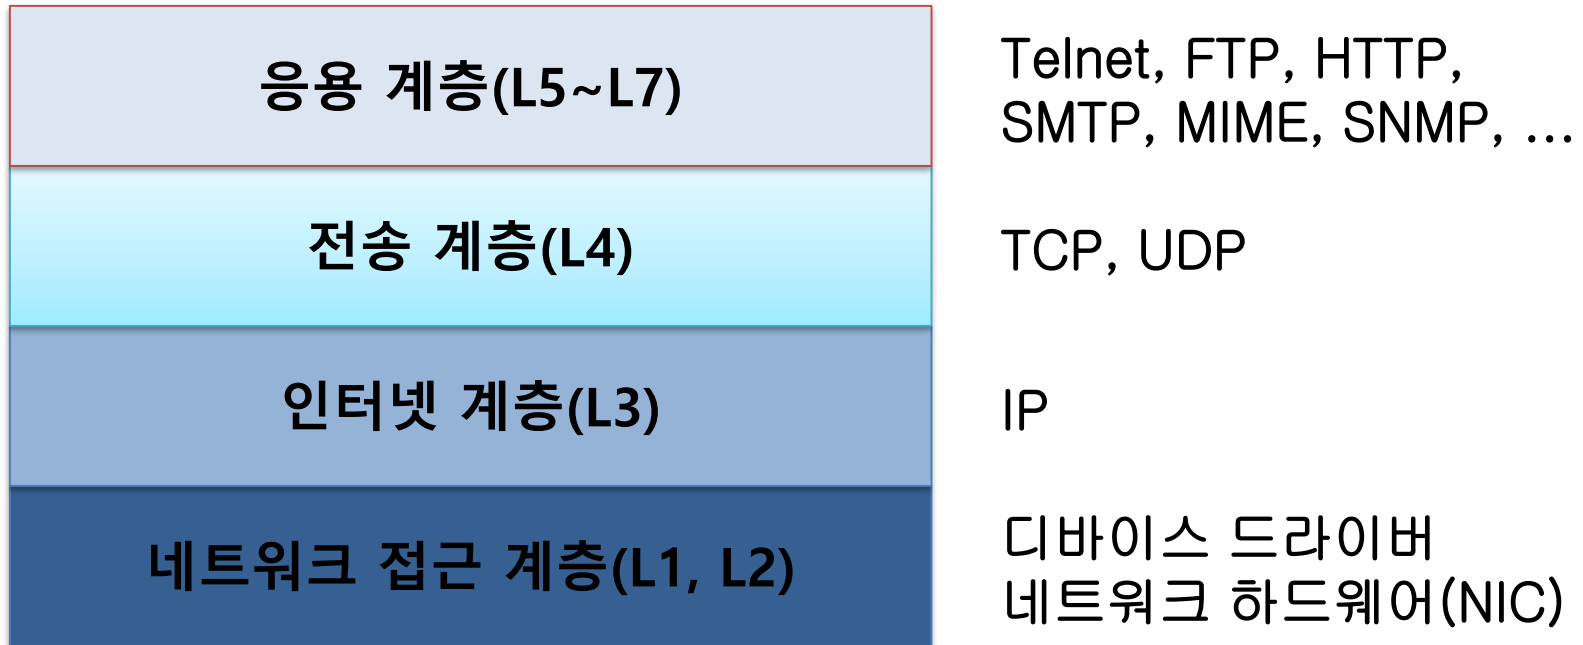 응용 계층(L5~L7)
Telnet, FTP, HTTP,
SMTP, MIME, SNMP, ...
전송 계층(L4)
TCP, UDP
인터넷 계층(L3)
IP
네트워크 접근 계층(L1, L2)
디바이스 드라이버
네트워크 하드웨어(NIC)